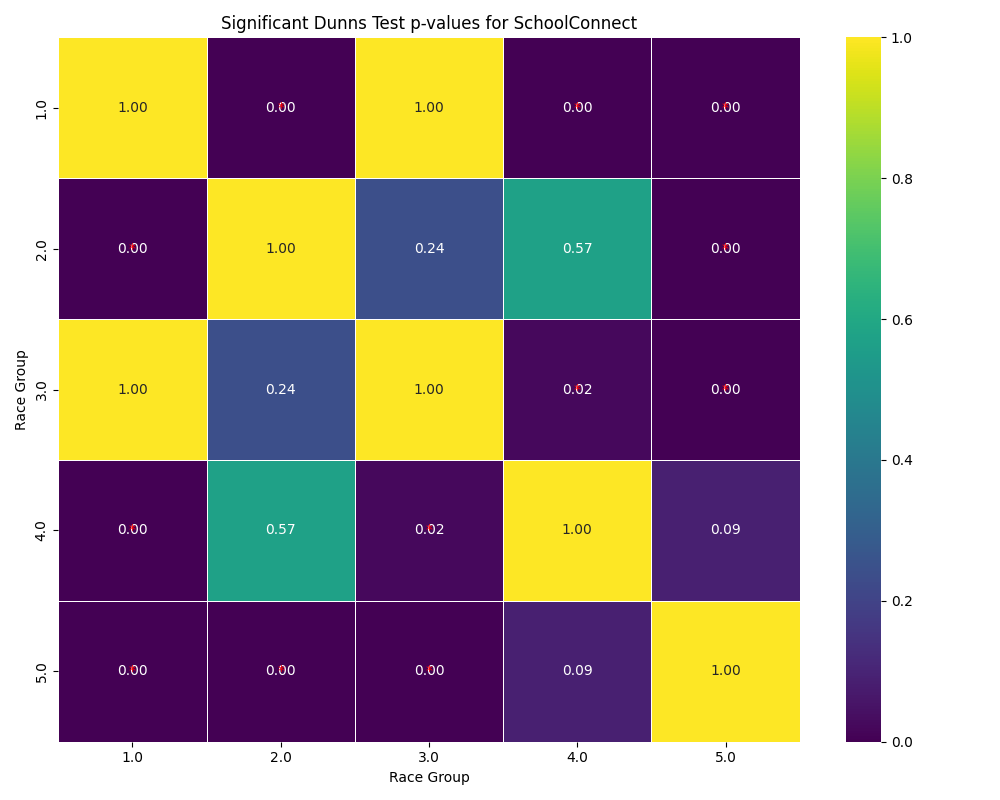 Significant Dunns Test p-values for SchoolConnect
1.0 1.00 0.00 1.00 0.00 0.00
2.0 0.00 1.00 0.24 0.57 0.00
3.0 1.00 0.24 1.00 0.02 0.00
4.0 0.00 0.57 0.02 1.00 0.09
5.0 0.00 0.00 0.00 0.09 1.00
1.0 2.0 3.0 4.0 5.0
Race Group
Race Group
1.0
0.8
0.6
0.4
0.2
0.0